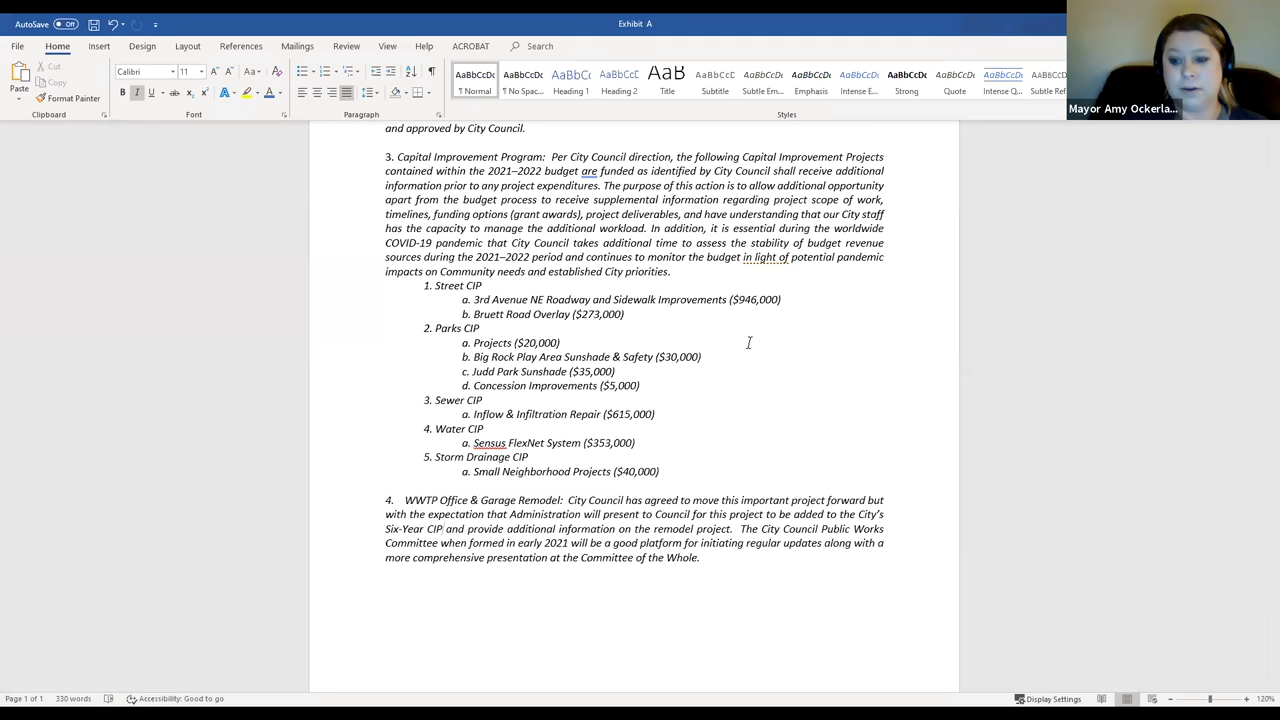 AutoSave Off Exhibit A
File Home Insert Design Layout References Mailings Review View Help ACROBAT Search
Paste
Cut
Copy
Format Painter
Calibri 11
AaBbCcDc AaBbCcDc AaBbC AaBbCcE AaB AaBbCcD AaBbCcDc AaBbCcDc AaBbCcDc AaBbCcDc AaBbCcDc AaBbCcDc
¶ Normal ¶ No Spac... Heading 1 Heading 2 Title Subtitle Subtle Em... Emphasis Intense E... Strong Quote Intense Q... Subtle Ref...
Clipboard Font Paragraph Styles
Mayor Amy Ockerla...
and approved by City Council.
3. Capital Improvement Program: Per City Council direction, the following Capital Improvement Projects
contained within the 2021–2022 budget are funded as identified by City Council shall receive additional
information prior to any project expenditures. The purpose of this action is to allow additional opportunity
apart from the budget process to receive supplemental information regarding project scope of work,
timelines, funding options (grant awards), project deliverables, and have understanding that our City staff
has the capacity to manage the additional workload. In addition, it is essential during the worldwide
COVID-19 pandemic that City Council takes additional time to assess the stability of budget revenue
sources during the 2021–2022 period and continues to monitor the budget in light of potential pandemic
impacts on Community needs and established City priorities.
1. Street CIP
a. 3rd Avenue NE Roadway and Sidewalk Improvements ($946,000)
b. Bruett Road Overlay ($273,000)
2. Parks CIP
a. Projects ($20,000)
b. Big Rock Play Area Sunshade & Safety ($30,000)
c. Judd Park Sunshade ($35,000)
d. Concession Improvements ($5,000)
3. Sewer CIP
a. Inflow & Infiltration Repair ($615,000)
4. Water CIP
a. Sensus FlexNet System ($353,000)
5. Storm Drainage CIP
a. Small Neighborhood Projects ($40,000)
4. WWTP Office & Garage Remodel: City Council has agreed to move this important project forward but
with the expectation that Administration will present to Council for this project to be added to the City's
Six-Year CIP and provide additional information on the remodel project. The City Council Public Works
Committee when formed in early 2021 will be a good platform for initiating regular updates along with a
more comprehensive presentation at the Committee of the Whole.
Page 1 of 1 330 words Accessibility: Good to go Display Settings 120%